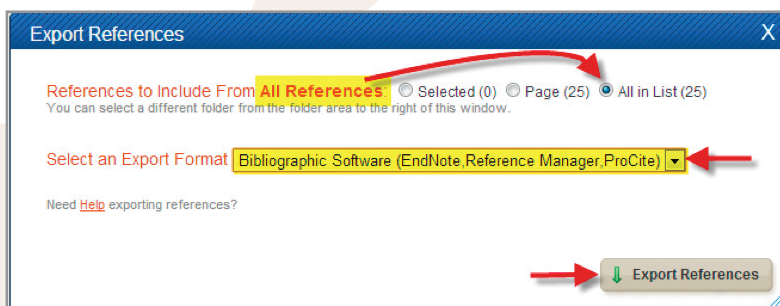 Export References X
References to Include From All References: Selected (0) Page (25) All in List (25)
You can select a different folder from the folder area to the right of this window.
Select an Export Format Bibliographic Software (EndNote,Reference Manager,ProCite)
Need Help exporting references?
Export References